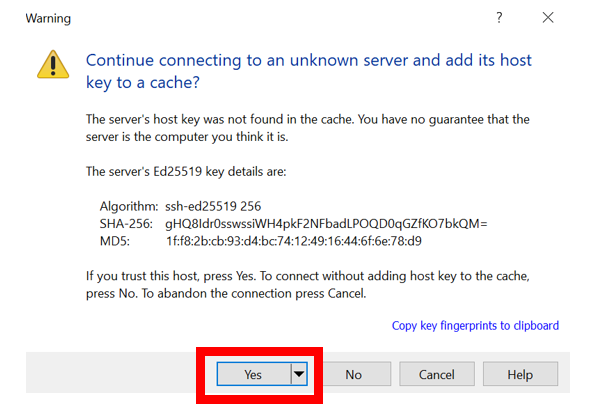 Warning
?
Continue connecting to an unknown server and add its host
key to a cache?
The server's host key was not found in the cache. You have no guarantee that the
server is the computer you think it is.
The server's Ed25519 key details are:
Algorithm: ssh-ed25519 256
SHA-256: gHQ8Idr0sswssiWH4pkF2NFbadLPOQD0qGZfKO7bkQM=
MD5: 1f:f8:2b:cb:93:d4:bc:74:12:49:16:44:6f:6e:78:d9
If you trust this host, press Yes. To connect without adding host key to the cache,
press No. To abandon the connection press Cancel.
Copy key fingerprints to clipboard
Yes No Cancel Help